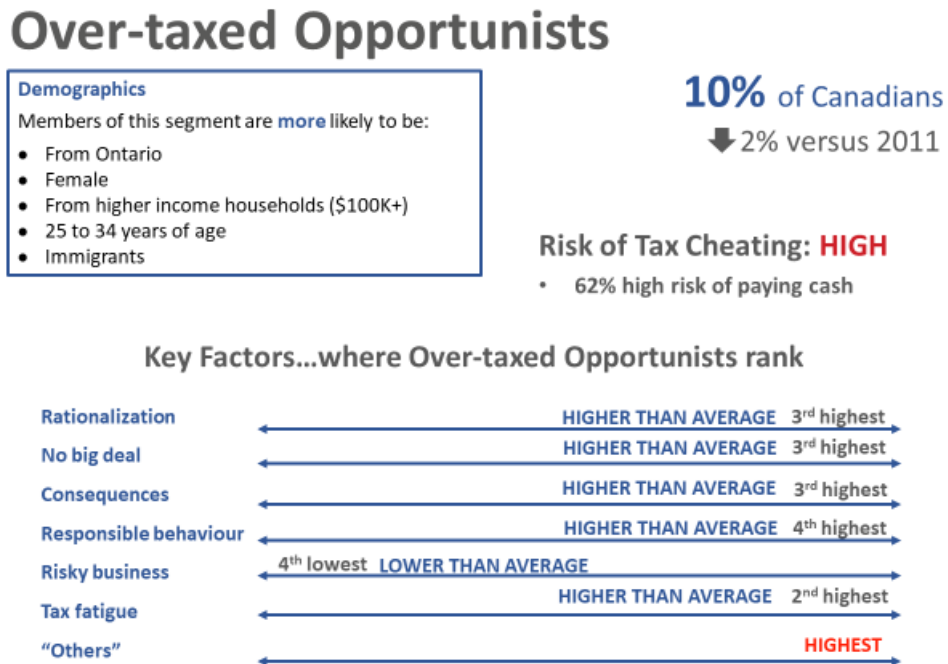 Over-taxed Opportunists
Demographics
Members of this segment are more likely to be:
• From Ontario
• Female
• From higher income households ($100K+)
• 25 to 34 years of age
• Immigrants
10% of Canadians
2% versus 2011
Risk of Tax Cheating: HIGH
• 62% high risk of paying cash
Key Factors...where Over-taxed Opportunists rank
Rationalization HIGHER THAN AVERAGE 3rd highest
No big deal HIGHER THAN AVERAGE 3rd highest
Consequences HIGHER THAN AVERAGE 3rd highest
Responsible behaviour HIGHER THAN AVERAGE 4th highest
Risky business 4th lowest LOWER THAN AVERAGE
Tax fatigue HIGHER THAN AVERAGE 2nd highest
“Others” HIGHEST